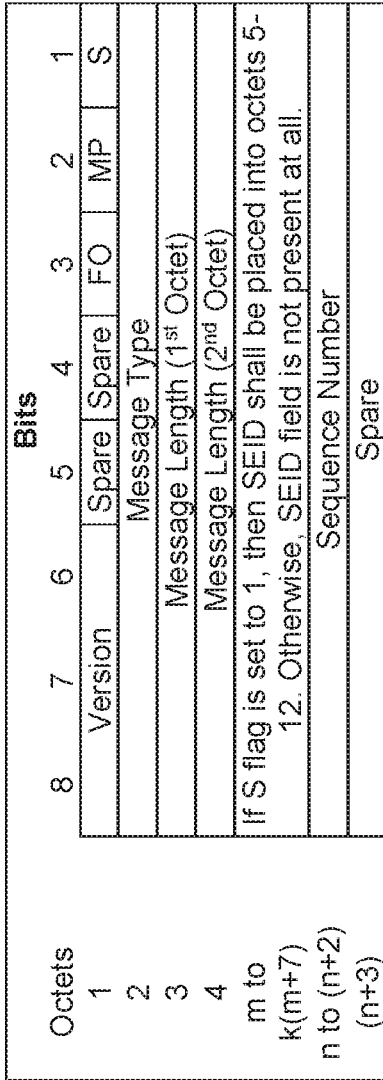 Bits
Octets 8 7 6 5 4 3 2 1
1 Version Spare Spare FO MP S
2 Message Type
3 Message Length (1st Octet)
4 Message Length (2nd Octet)
m to If S flag is set to 1, then SEID shall be placed into octets 5-
k(m+7) 12. Otherwise, SEID field is not present at all.
n to (n+2) Sequence Number
(n+3) Spare